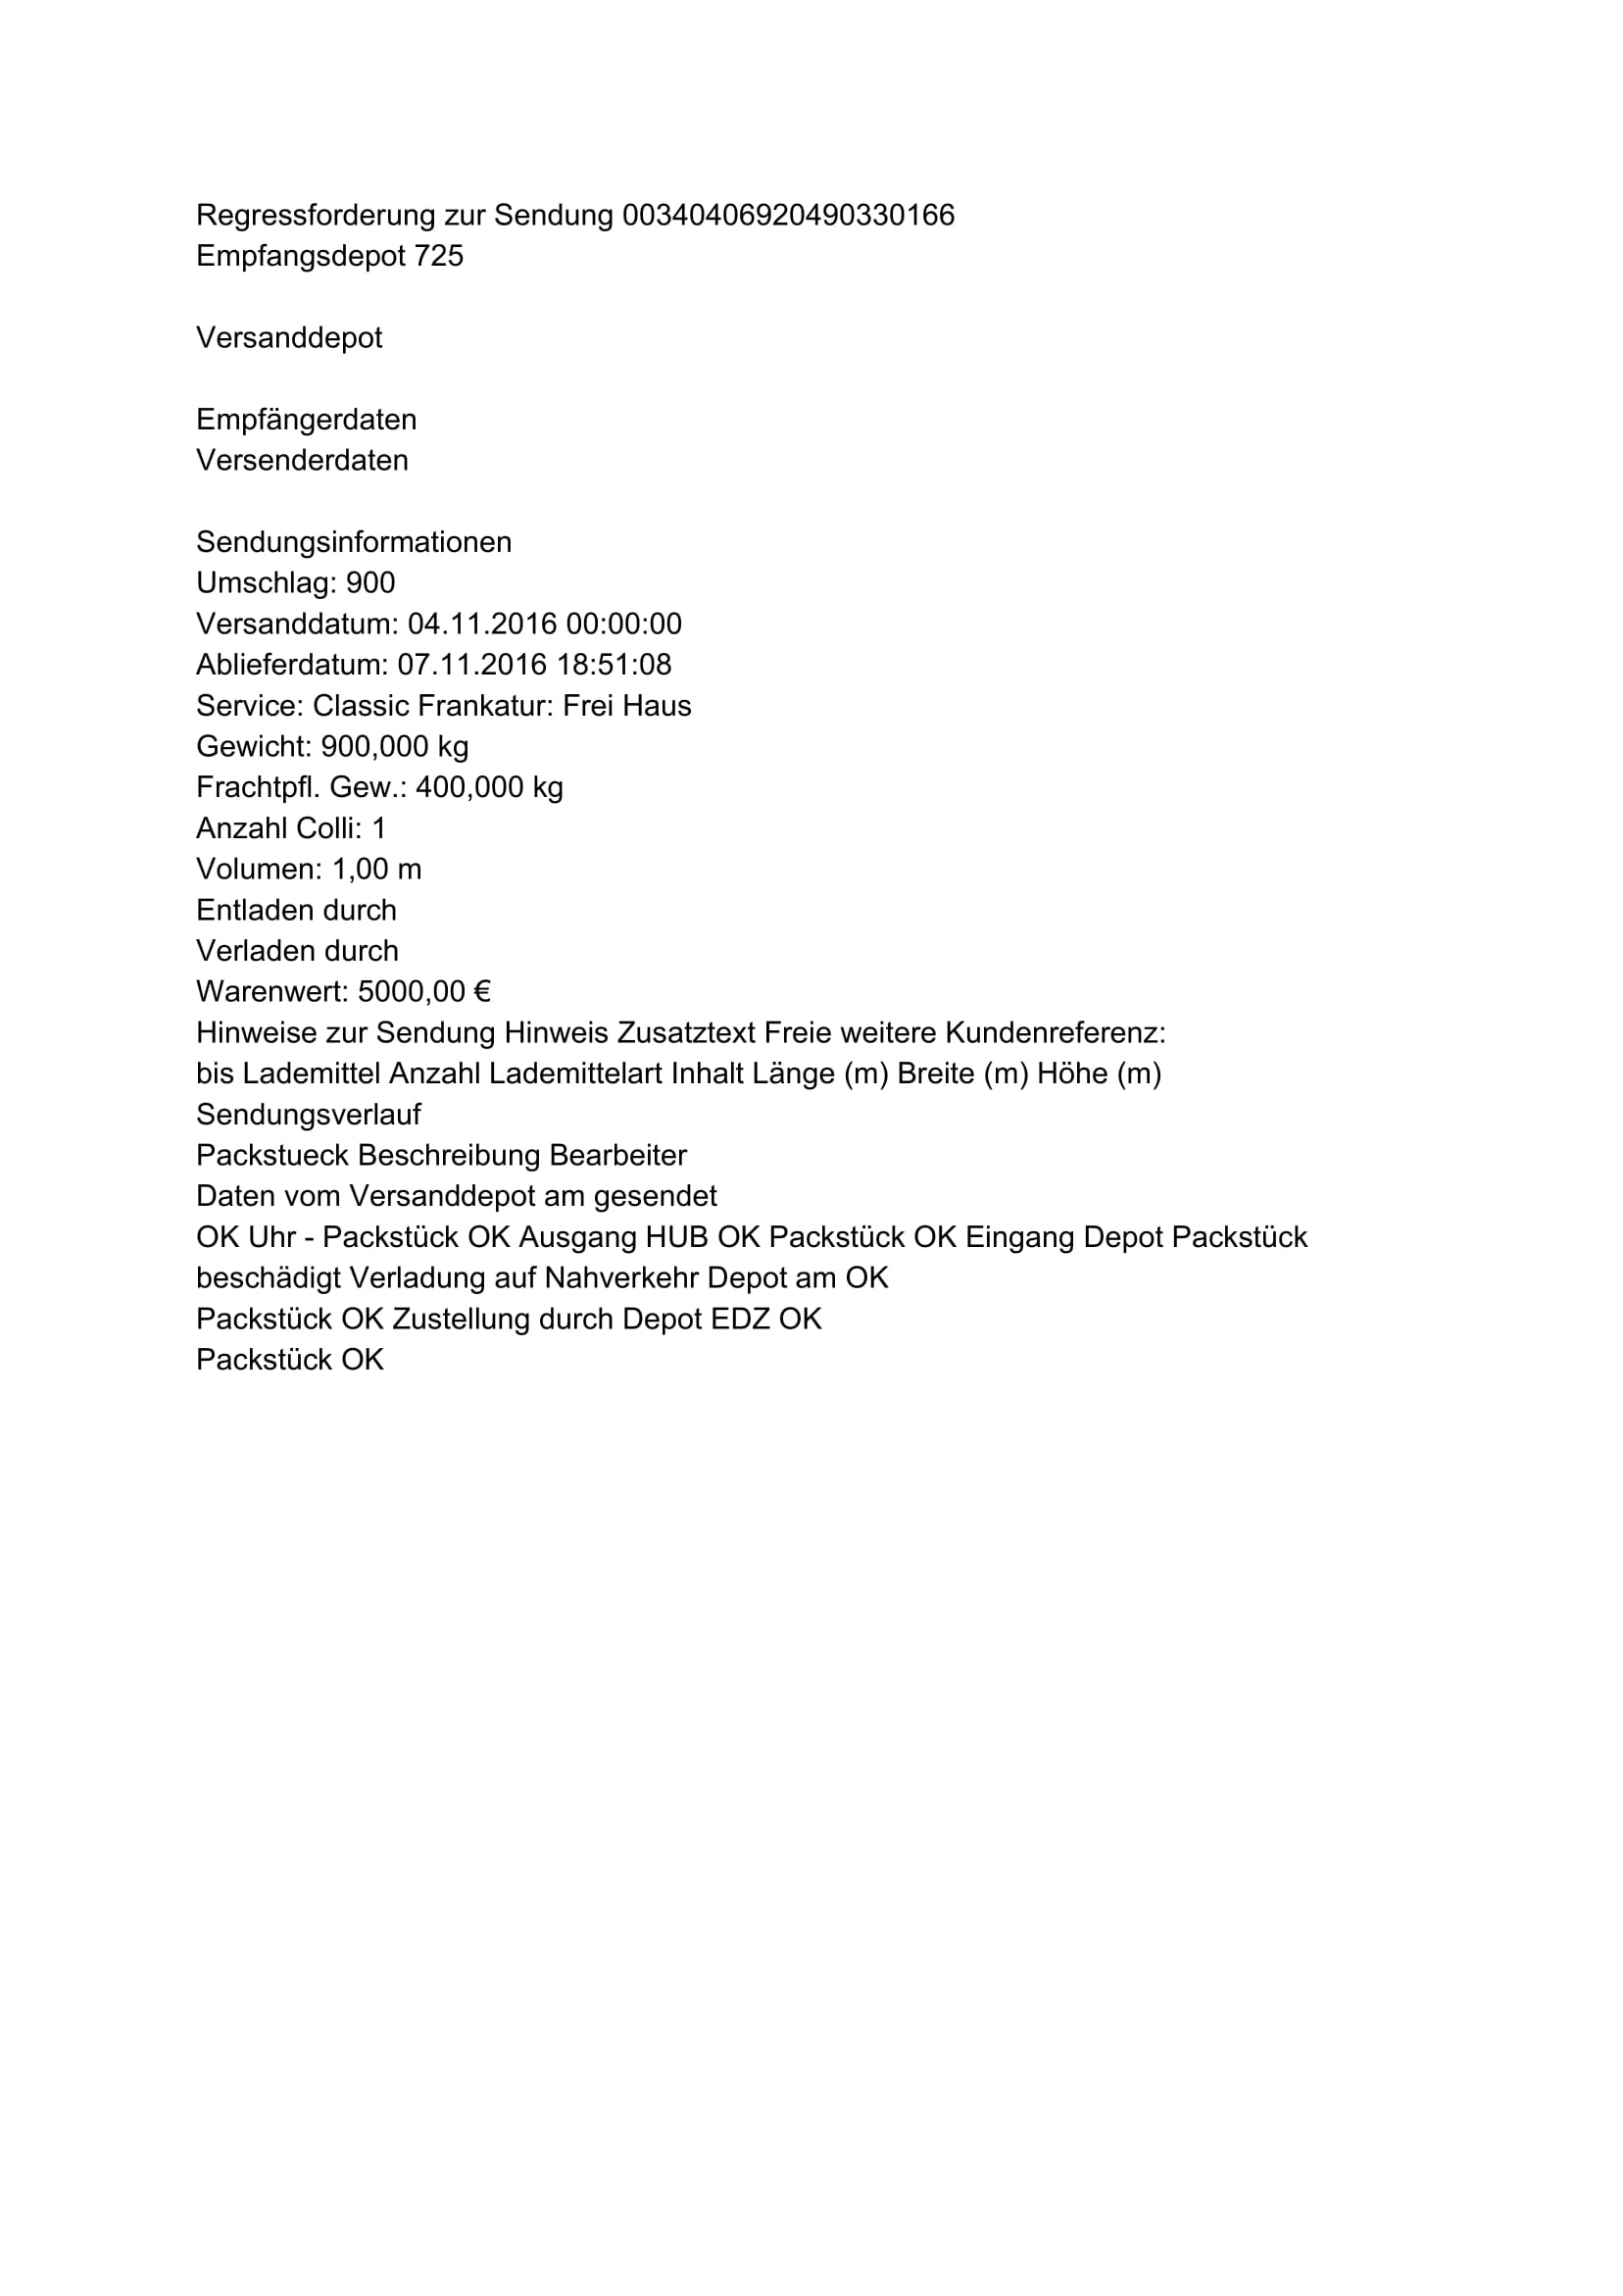 Regressforderung zur Sendung 00340406920490330166
Empfangsdepot 725
Versanddepot
Empfängerdaten
Versenderdaten
Sendungsinformationen
Umschlag: 900
Versanddatum: 04.11.2016 00:00:00
Ablieferdatum: 07.11.2016 18:51:08
Service: Classic Frankatur: Frei Haus
Gewicht: 900,000 kg
Frachtpfl. Gew.: 400,000 kg
Anzahl Colli: 1
Volumen: 1,00 m
Entladen durch
Verladen durch
Warenwert: 5000,00 €
Hinweise zur Sendung Hinweis Zusatztext Freie weitere Kundenreferenz:
bis Lademittel Anzahl Lademittelart Inhalt Länge (m) Breite (m) Höhe (m)
Sendungsverlauf
Packstueck Beschreibung Bearbeiter
Daten vom Versanddepot am gesendet
OK Uhr - Packstück OK Ausgang HUB OK Packstück OK Eingang Depot Packstück
beschädigt Verladung auf Nahverkehr Depot am OK
Packstück OK Zustellung durch Depot EDZ OK
Packstück OK